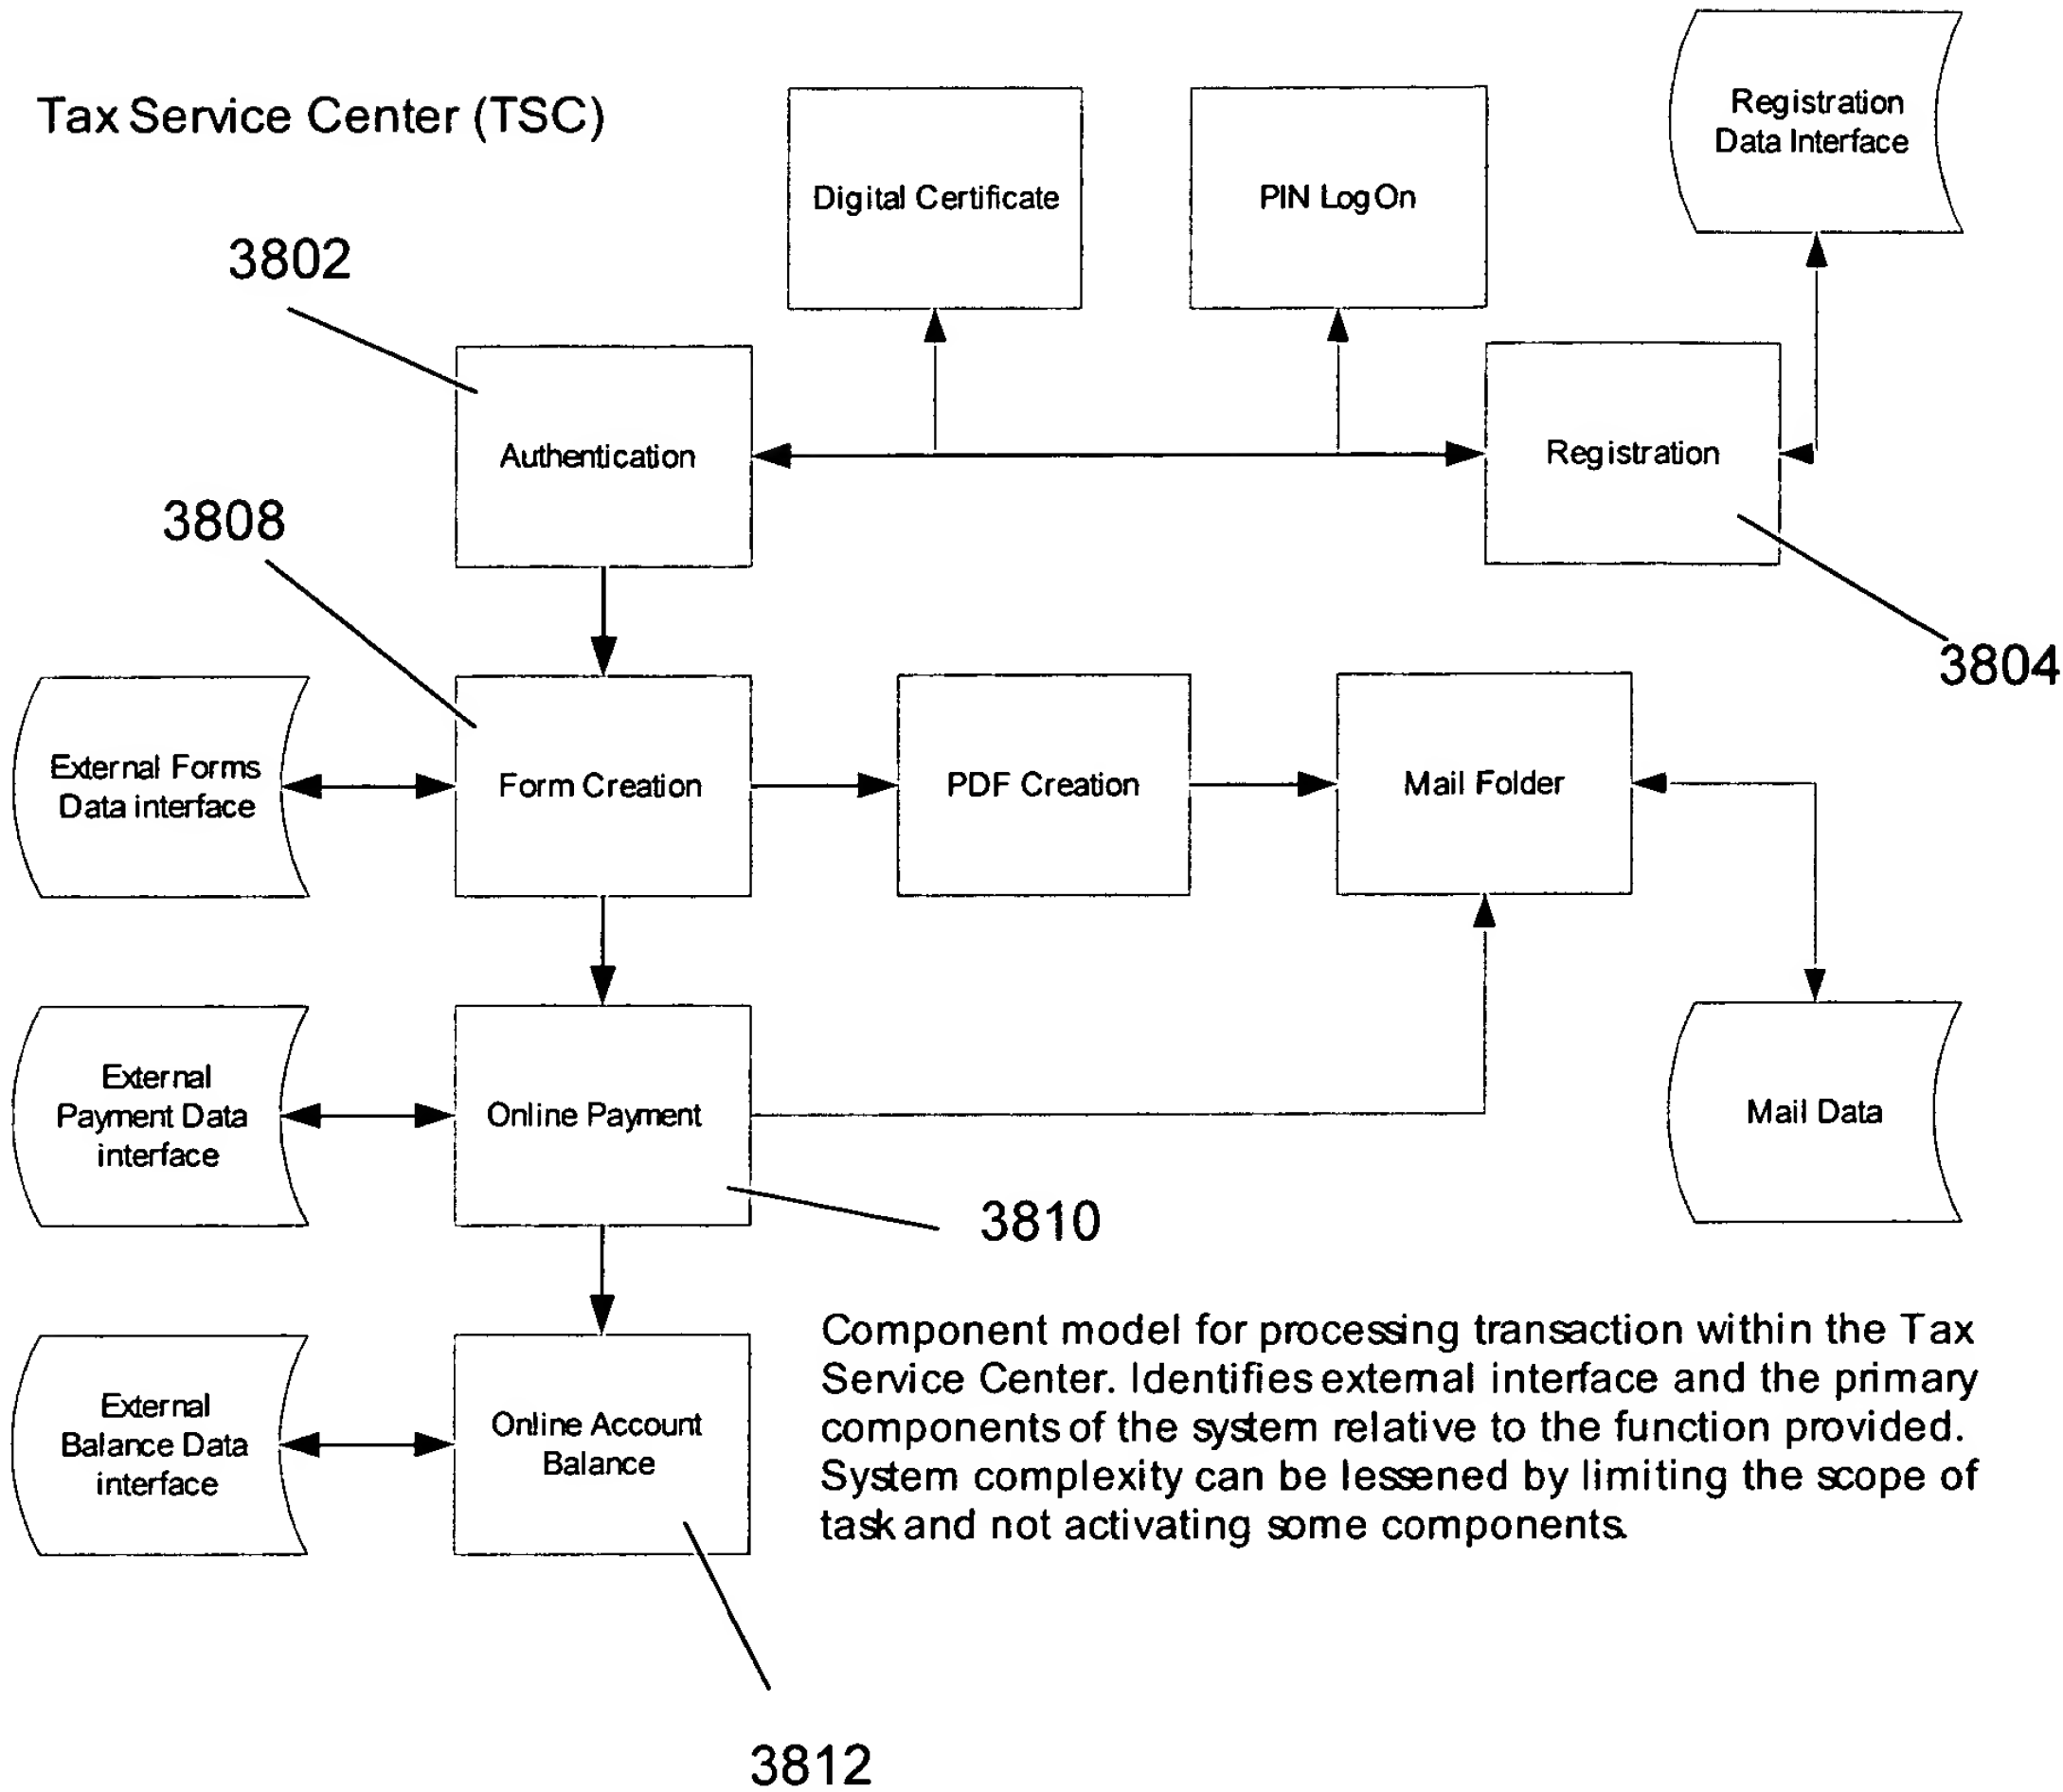 Tax Service Center (TSC)
Registration
Data Interface
Digital Certificate
PIN Log On
3802
Authentication
Registration
3808
3804
External Forms
Data interface
Form Creation
PDF Creation
Mail Folder
External
Payment Data
interface
Online Payment
Mail Data
3810
External
Balance Data
interface
Online Account
Balance
Component model for processing transaction within the Tax
Service Center. Identifies external interface and the primary
components of the system relative to the function provided.
System complexity can be lessened by limiting the scope of
task and not activating some components.
3812